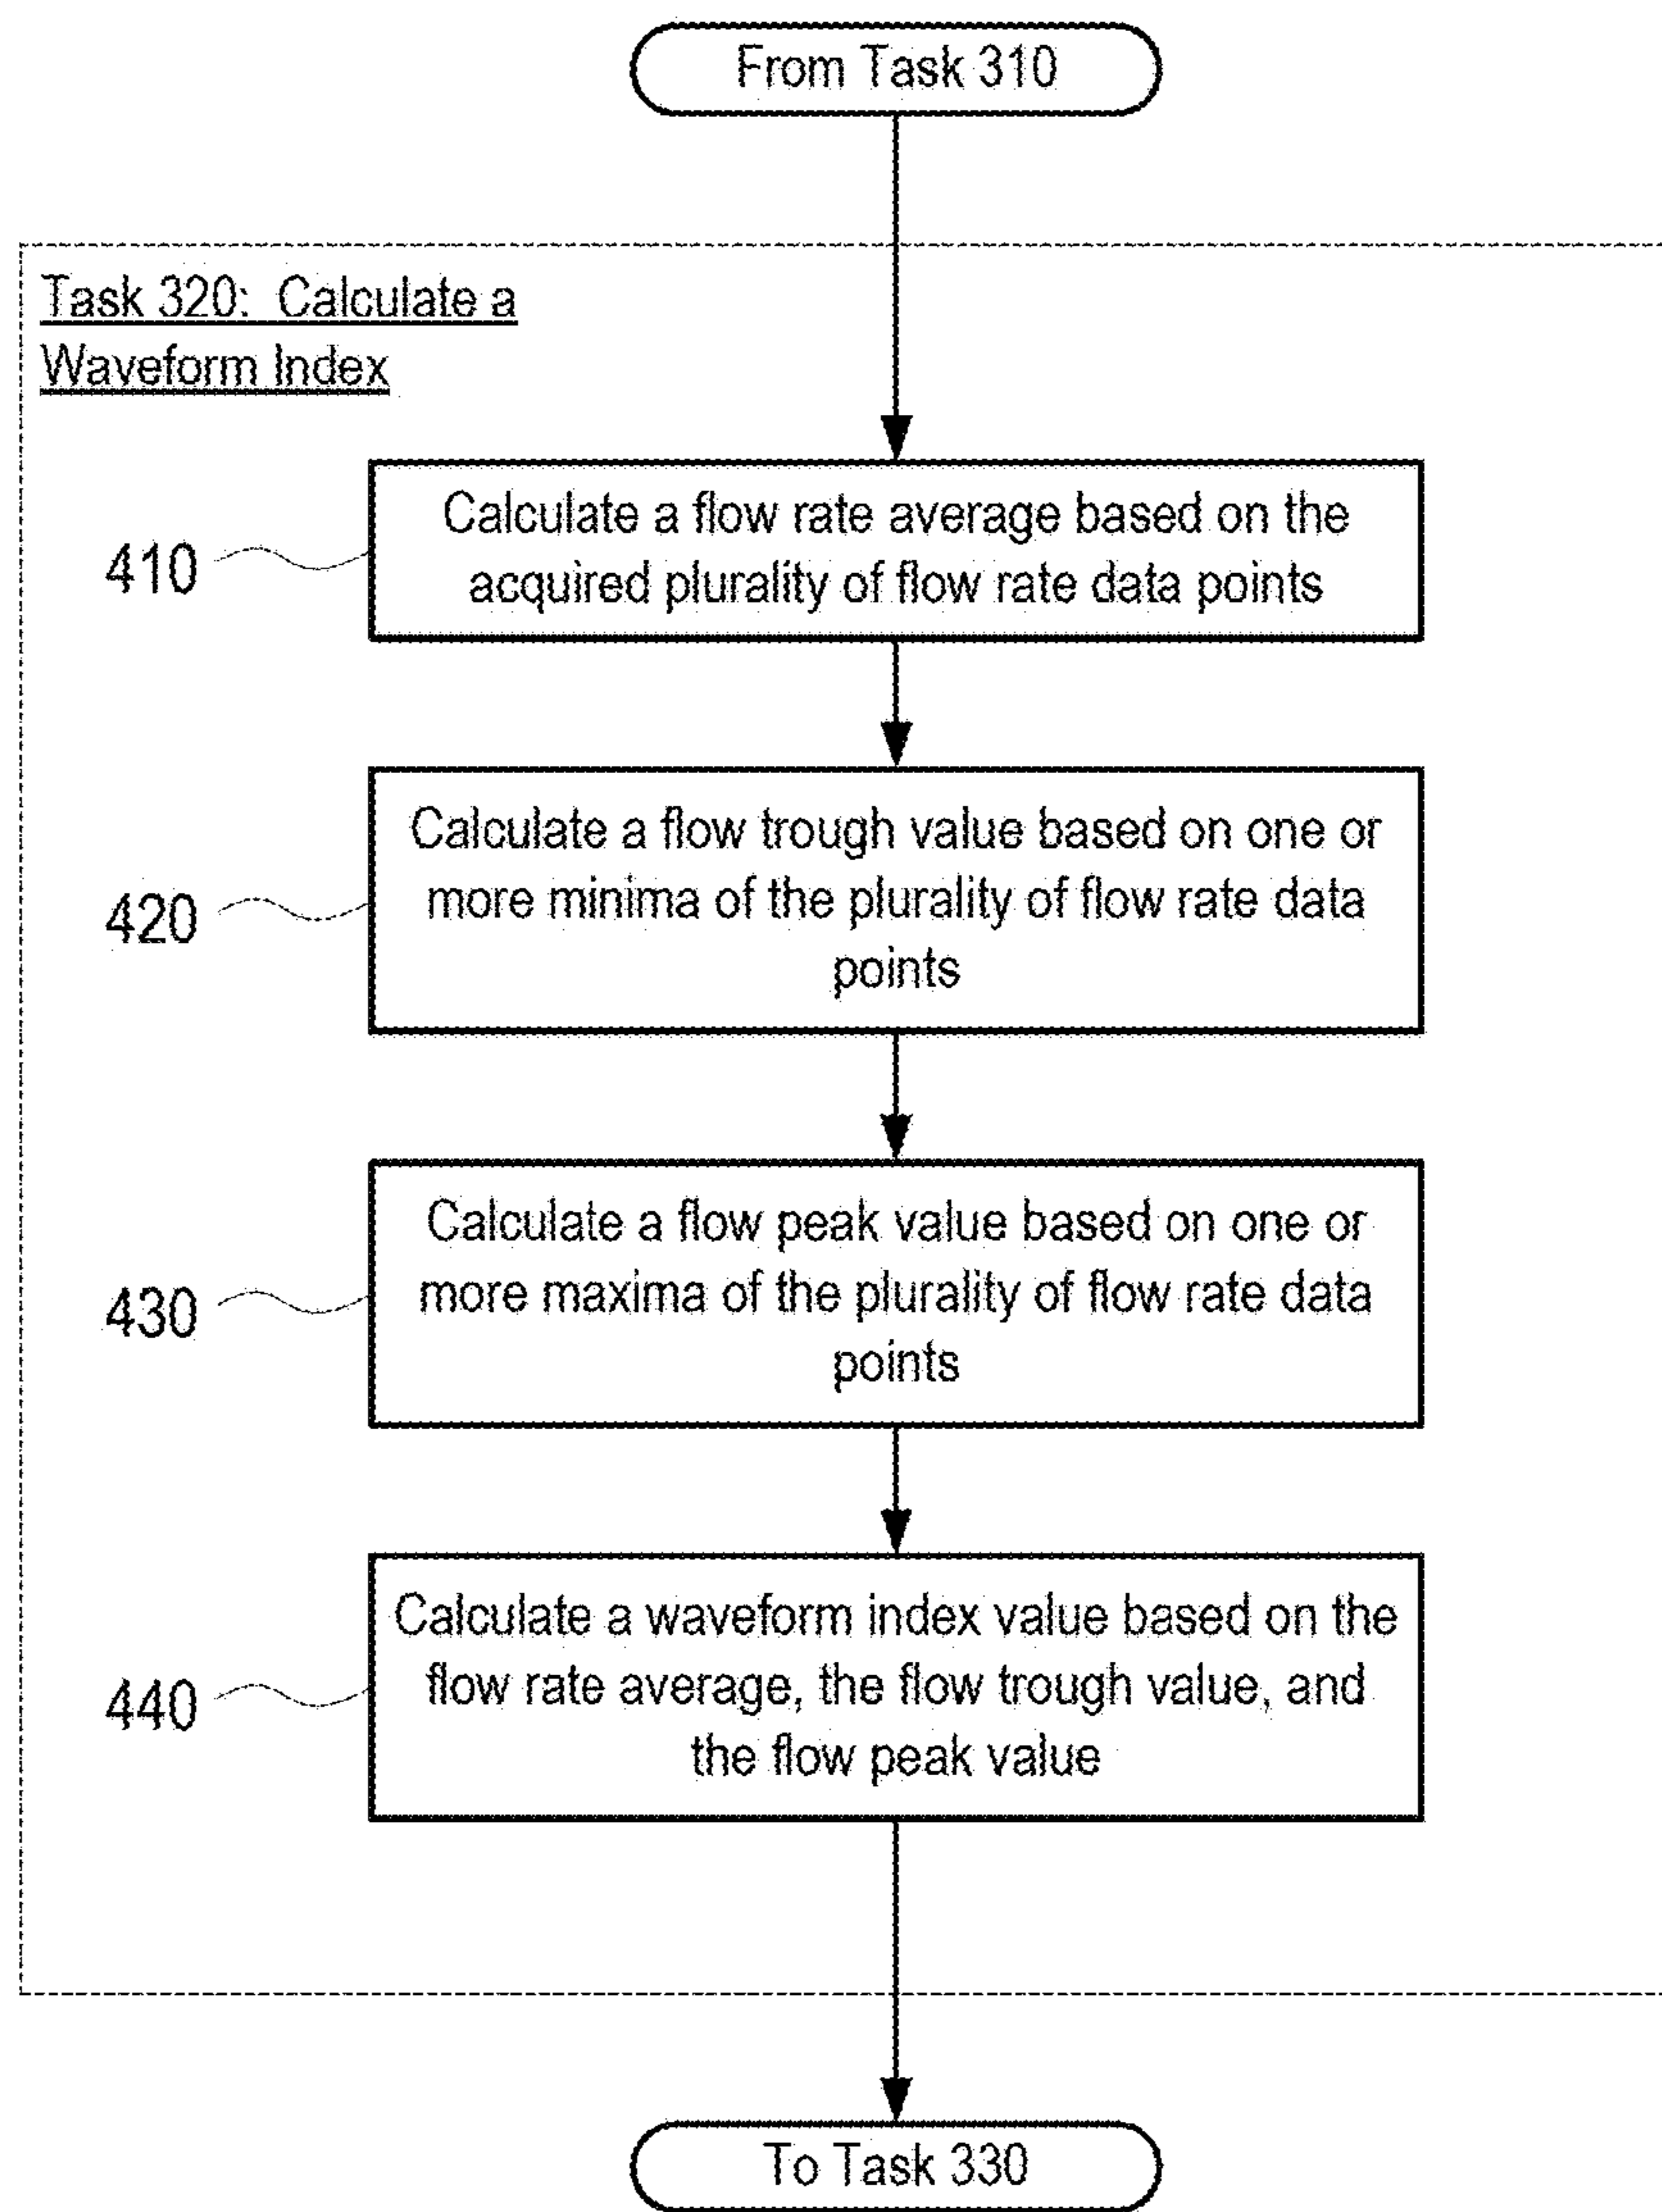 From Task 310
Task 320: Calculate a
Waveform Index
410
Calculate a flow rate average based on the
acquired plurality of flow rate data points
420
Calculate a flow trough value based on one or
more minima of the plurality of flow rate data
points
430
Calculate a flow peak value based on one or
more maxima of the plurality of flow rate data
points
440
Calculate a waveform index value based on the
flow rate average, the flow trough value, and
the flow peak value
To Task 330